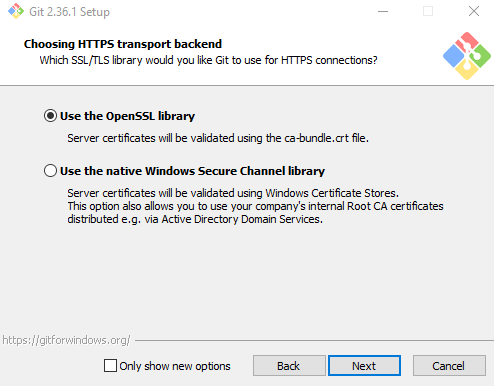 Git 2.36.1 Setup
Choosing HTTPS transport backend
Which SSL/TLS library would you like Git to use for HTTPS connections?
Use the OpenSSL library
Server certificates will be validated using the ca-bundle.crt file.
Use the native Windows Secure Channel library
Server certificates will be validated using Windows Certificate Stores.
This option also allows you to use your company's internal Root CA certificates
distributed e.g. via Active Directory Domain Services.
https://gitforwindows.org/
Only show new options Back Next Cancel